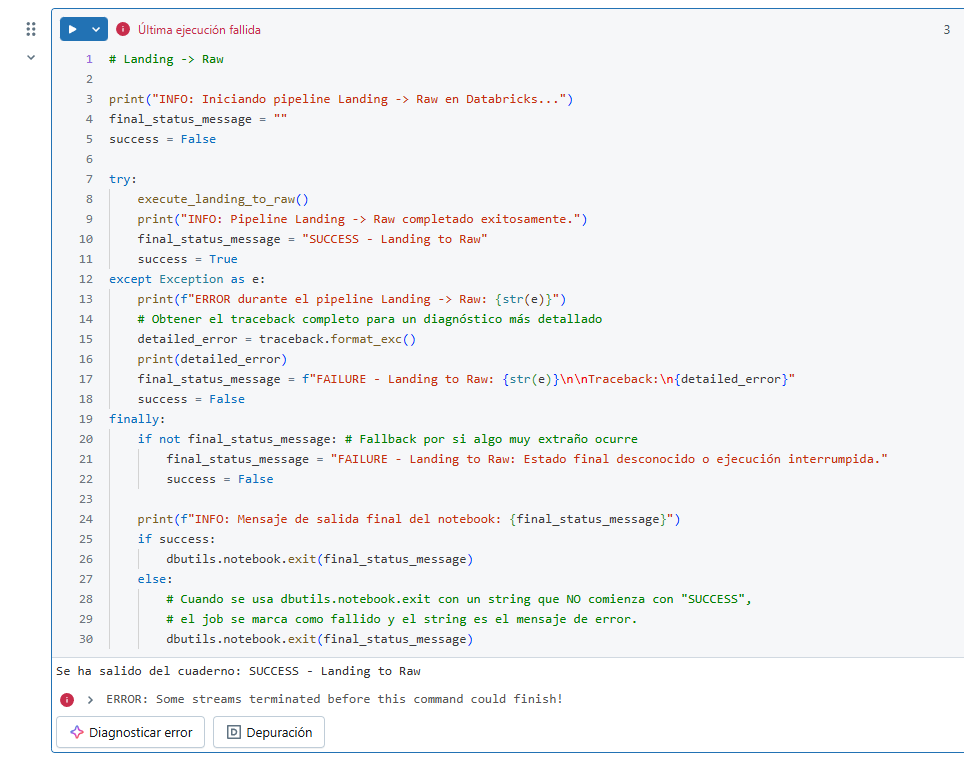 Última ejecución fallida
3
1 # Landing -> Raw
2
3 print("INFO: Iniciando pipeline Landing -> Raw en Databricks...")
4 final_status_message = ""
5 success = False
6
7 try:
8     execute_landing_to_raw()
9     print("INFO: Pipeline Landing -> Raw completado exitosamente.")
10     final_status_message = "SUCCESS - Landing to Raw"
11     success = True
12 except Exception as e:
13     print(f"ERROR durante el pipeline Landing -> Raw: {str(e)}")
14     # Obtener el traceback completo para un diagnóstico más detallado
15     detailed_error = traceback.format_exc()
16     print(detailed_error)
17     final_status_message = f"FAILURE - Landing to Raw: {str(e)}\n\nTraceback:\n{detailed_error}"
18     success = False
19 finally:
20     if not final_status_message: # Fallback por si algo muy extraño ocurre
21         final_status_message = "FAILURE - Landing to Raw: Estado final desconocido o ejecución interrumpida."
22         success = False
23
24     print(f"INFO: Mensaje de salida final del notebook: {final_status_message}")
25     if success:
26         dbutils.notebook.exit(final_status_message)
27     else:
28         # Cuando se usa dbutils.notebook.exit con un string que NO comienza con "SUCCESS",
29         # el job se marca como fallido y el string es el mensaje de error.
30         dbutils.notebook.exit(final_status_message)
Se ha salido del cuaderno: SUCCESS - Landing to Raw
ERROR: Some streams terminated before this command could finish!
Diagnosticar error
D Depuración